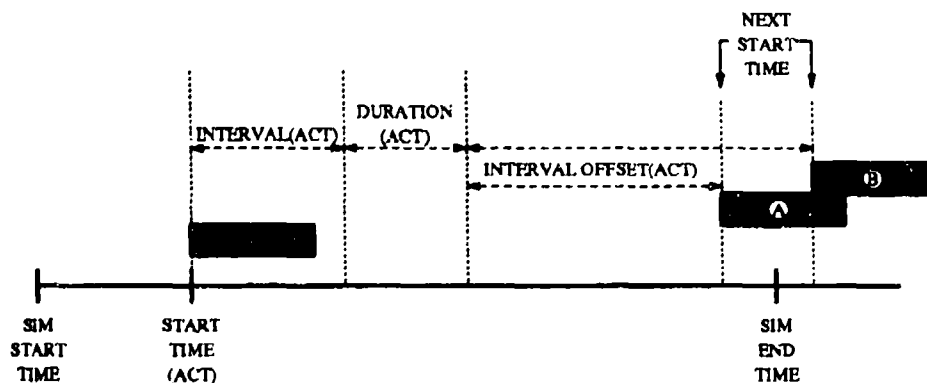 NEXT
START
TIME
DURATION
(ACT)
INTERVAL(ACT)
INTERVAL OFFSET(ACT)
B
A
SIM
START
TIME
START
TIME
(ACT)
SIM
END
TIME